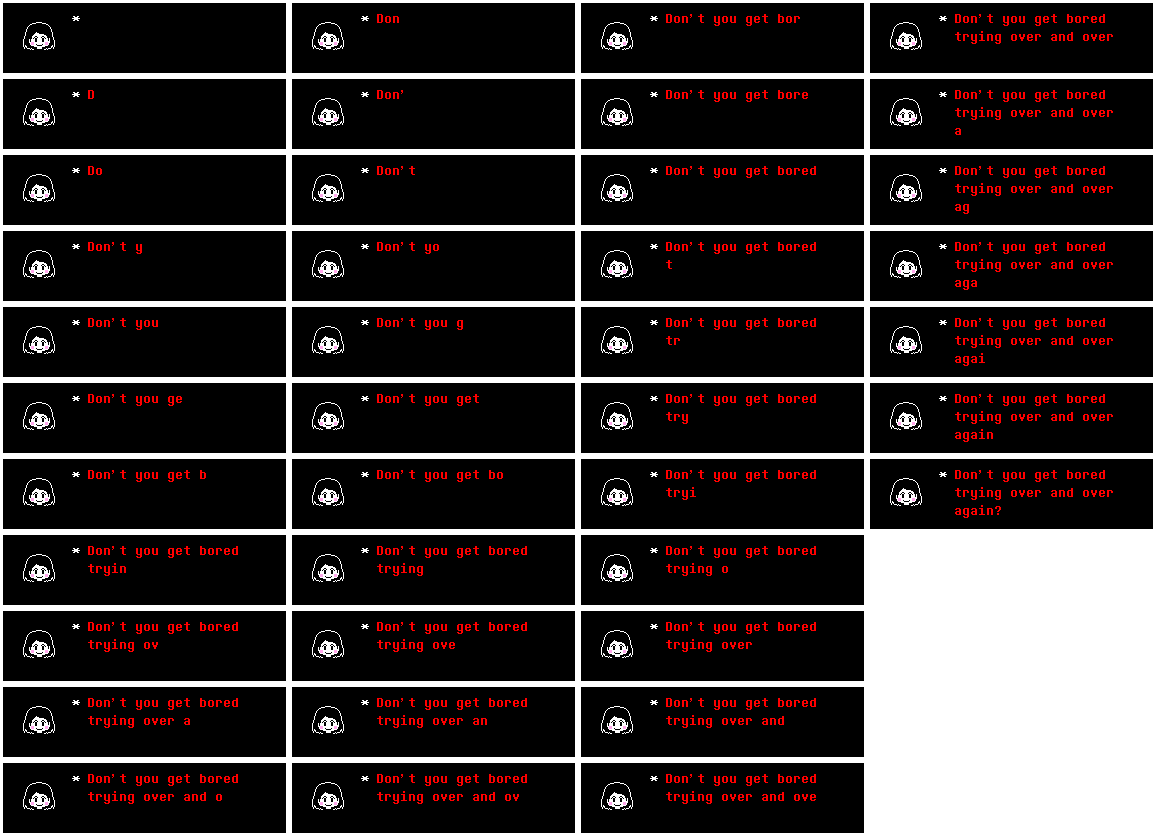 *
* Don
* Don't you get bor
* Don't you get bored
trying over and over
* D
* Don'
* Don't you get bore
* Don't you get bored
trying over and over
a
* Do
* Don't
* Don't you get bored
* Don't you get bored
trying over and over
ag
* Don't y
* Don't yo
* Don't you get bored
t
* Don't you get bored
trying over and over
aga
* Don't you
* Don't you g
* Don't you get bored
tr
* Don't you get bored
trying over and over
agai
* Don't you ge
* Don't you get
* Don't you get bored
try
* Don't you get bored
trying over and over
again
* Don't you get b
* Don't you get bo
* Don't you get bored
tryi
* Don't you get bored
trying over and over
again?
* Don't you get bored
tryin
* Don't you get bored
trying
* Don't you get bored
trying o
* Don't you get bored
trying ov
* Don't you get bored
trying ove
* Don't you get bored
trying over
* Don't you get bored
trying over a
* Don't you get bored
trying over an
* Don't you get bored
trying over and
* Don't you get bored
trying over and o
* Don't you get bored
trying over and ov
* Don't you get bored
trying over and ove